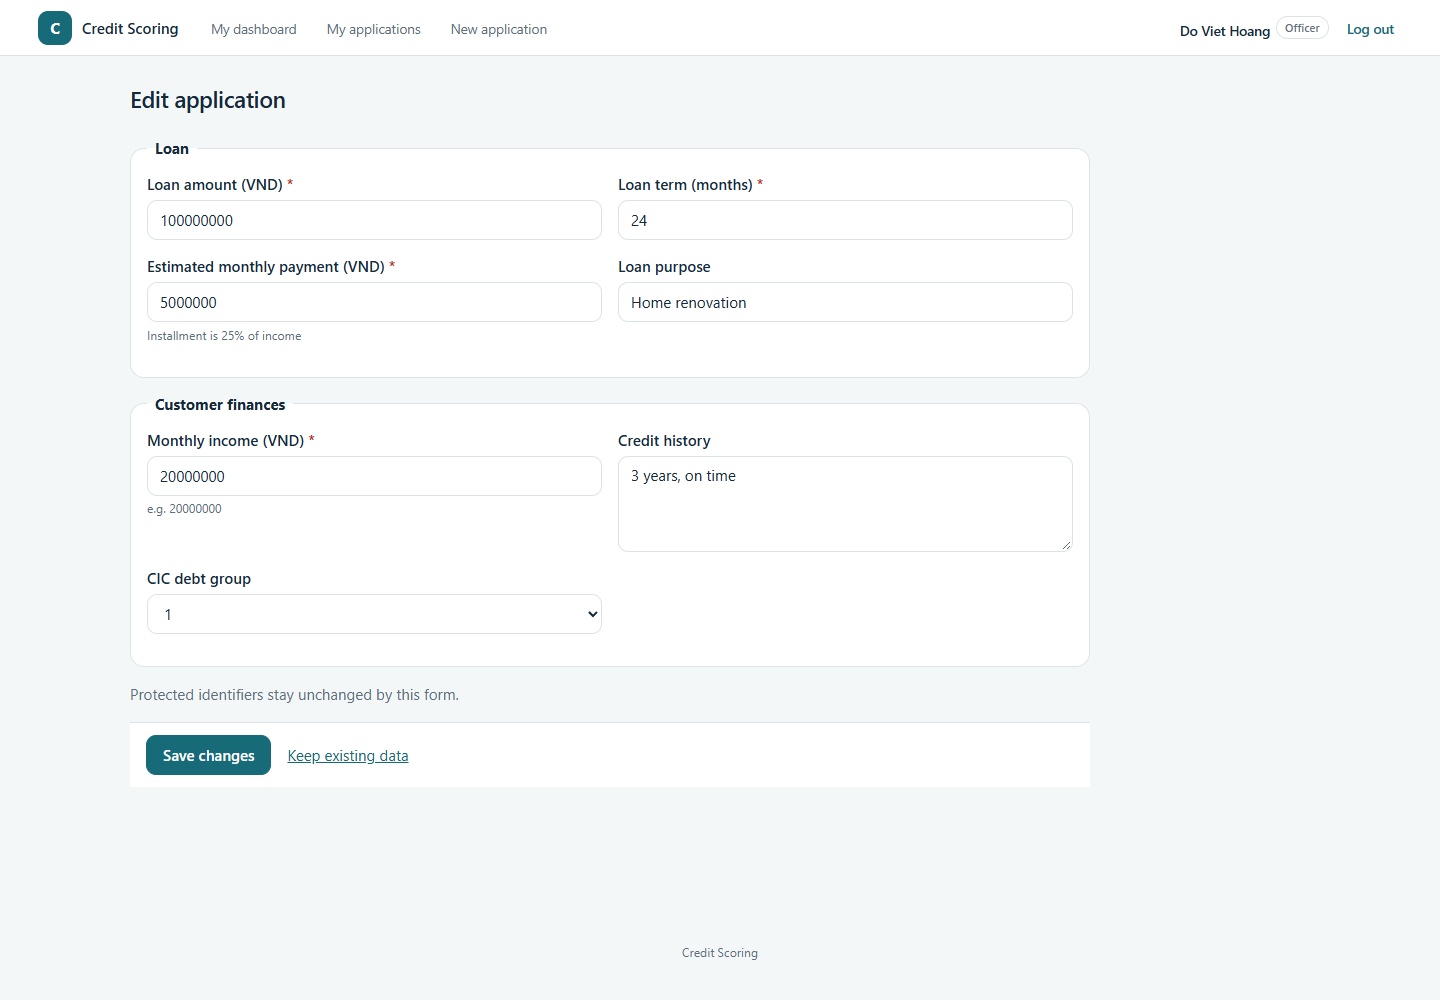 C Credit Scoring My dashboard My applications New application Do Viet Hoang Officer Log out
Edit application
Loan
Loan amount (VND) * Loan term (months) *
100000000 24
Estimated monthly payment (VND) * Loan purpose
5000000 Home renovation
Installment is 25% of income
Customer finances
Monthly income (VND) * Credit history
20000000 3 years, on time
e.g. 20000000
CIC debt group
1
Protected identifiers stay unchanged by this form.
Save changes Keep existing data
Credit Scoring